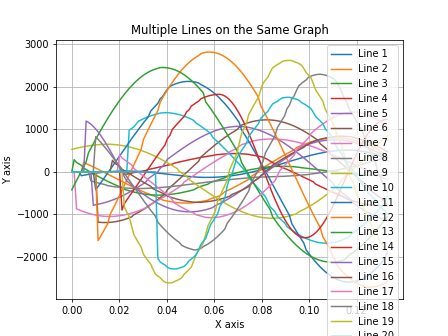 Multiple Lines on the Same Graph
3000
2000
1000
0
−1000
−2000
Y axis
0.00
0.02
0.04
0.06
0.08
0.10
X axis
Line 1
Line 2
Line 3
Line 4
Line 5
Line 6
Line 7
Line 8
Line 9
Line 10
Line 11
Line 12
Line 13
Line 14
Line 15
Line 16
Line 17
Line 18
Line 19
Line 20